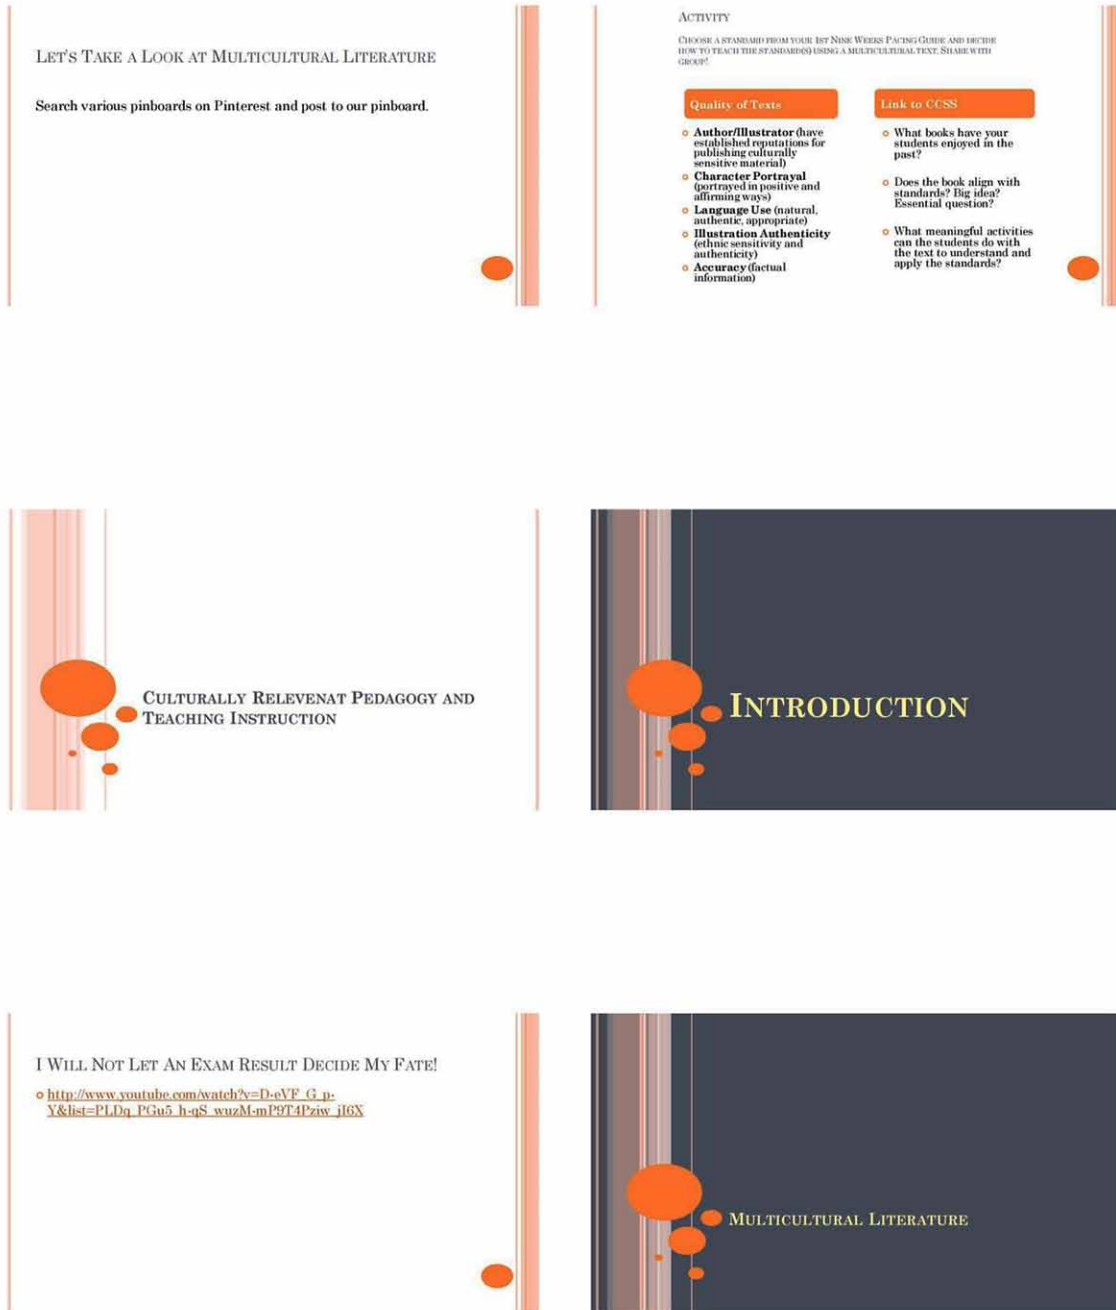 LET'S TAKE A LOOK AT MULTICULTURAL LITERATURE
Search various pinboards on Pinterest and post to our pinboard.
ACTIVITY
CHOOSE A STANDARD FROM YOUR 1ST NINE WEEKS PACING GUIDE AND DECIDE
HOW TO TEACH THE STANDARD(S) USING A MULTICULTURAL TEXT. SHARE WITH
GROUP!
Quality of Texts
Author/Illustrator (have
established reputations for
publishing culturally
sensitive material)
Character Portrayal
(portrayed in positive and
affirming ways)
Language Use (natural,
authentic, appropriate)
Illustration Authenticity
(ethnic sensitivity and
authenticity)
Accuracy (factual
information)
Link to CCSS
What books have your
students enjoyed in the
past?
Does the book align with
standards? Big idea?
Essential question?
What meaningful activities
can the students do with
the text to understand and
apply the standards?
CULTURALLY RELEVENAT PEDAGOGY AND
TEACHING INSTRUCTION
INTRODUCTION
I WILL NOT LET AN EXAM RESULT DECIDE MY FATE!
http://www.youtube.com/watch?v=D-eVF_G_p-
Y&list=PLDq_PGu5_h-qS_wuzM-mP9T4Pziw_jI6X
MULTICULTURAL LITERATURE